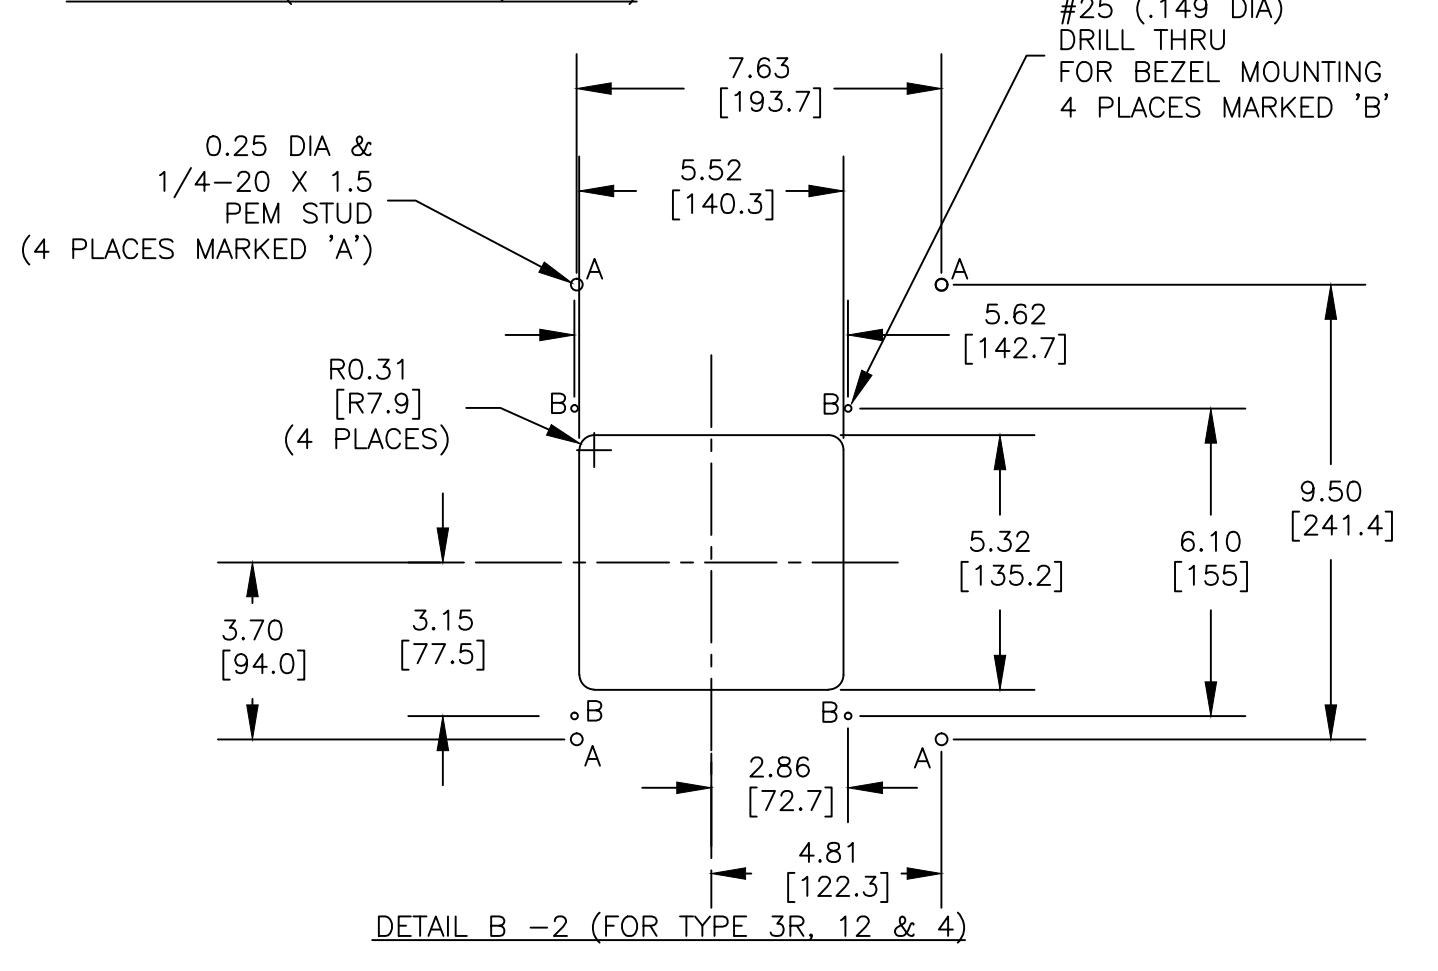 #25 (.149 DIA)
DRILL THRU
FOR BEZEL MOUNTING
4 PLACES MARKED 'B'
7.63
[193.7]
0.25 DIA &
1/4-20 X 1.5
PEM STUD
(4 PLACES MARKED 'A')
5.52
[140.3]
A
A
5.62
[142.7]
R0.31
[R7.9]
(4 PLACES)
B
B
9.50
[241.4]
5.32
[135.2]
6.10
[155]
3.70
[94.0]
3.15
[77.5]
B
B
A
A
2.86
[72.7]
4.81
[122.3]
DETAIL B -2 (FOR TYPE 3R, 12 & 4)